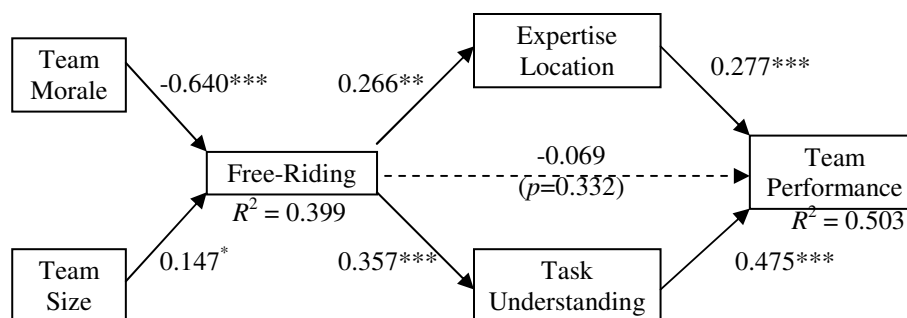 Team
Morale
-0.640***
0.266**
Expertise
Location
0.277***
Free-Riding
R² = 0.399
-0.069
(p=0.332)
Team
Performance
R² = 0.503
Team
Size
0.147*
0.357***
Task
Understanding
0.475***